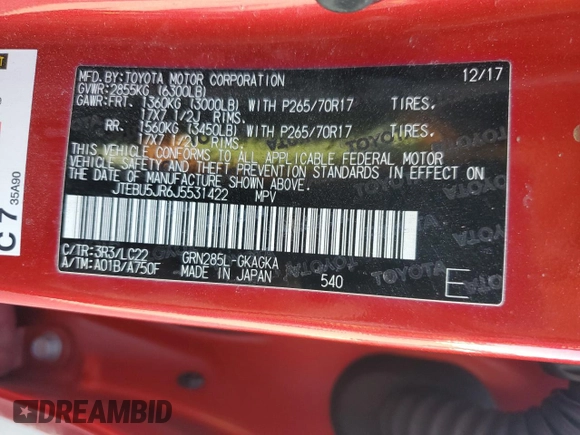 MFD.BY:TOYOTA MOTOR CORPORATION 12/17
GVWR:2855KG (6300LB)
GAWR:FRT. 1360KG (3000LB) WITH P265/70R17 TIRES.
17X7 1/2J RIMS.
RR. 1560KG (3450LB) WITH P265/70R17 TIRES.
17X7 1/2J RIMS.
THIS VEHICLE CONFORMS TO ALL APPLICABLE FEDERAL MOTOR
VEHICLE SAFETY AND THEFT PREVENTION STANDARDS IN EFFECT ON
THE DATE OF MANUFACTURE SHOWN ABOVE.
JTEBU5JR6J5531422 MPV
C/TR:3R3/LC22 GRN285L-GKAGKA
A/TM:A01B/A750F MADE IN JAPAN 540
E
C7
35A90
DREAMBID